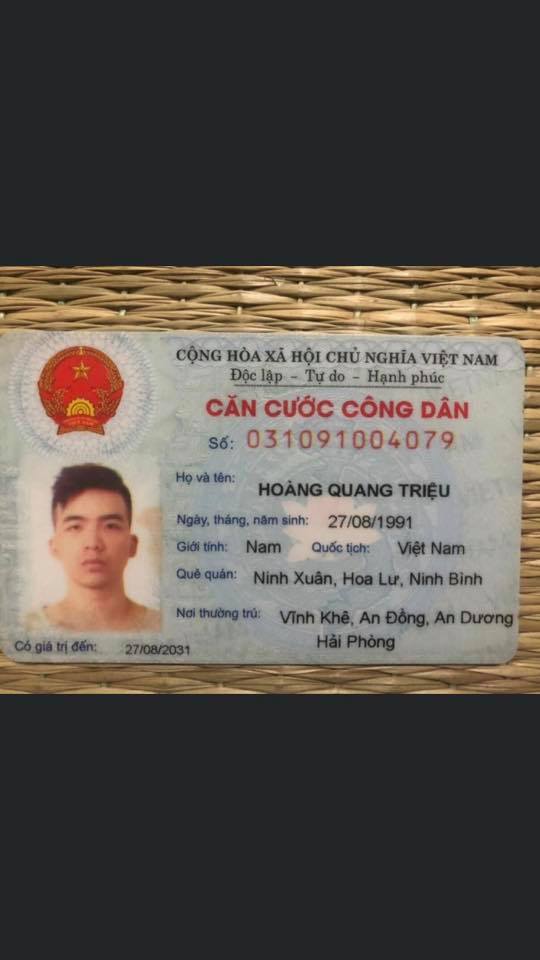 CỘNG HÒA XÃ HỘI CHỦ NGHĨA VIỆT NAM
Độc lập - Tự do - Hạnh phúc
CĂN CƯỚC CÔNG DÂN
Số: 031091004079
Họ và tên:
HOÀNG QUANG TRIỆU
Ngày, tháng, năm sinh: 27/08/1991
Giới tính: Nam Quốc tịch: Việt Nam
Quê quán: Ninh Xuân, Hoa Lư, Ninh Bình
Nơi thường trú: Vĩnh Khê, An Đồng, An Dương
Hải Phòng
Có giá trị đến: 27/08/2031